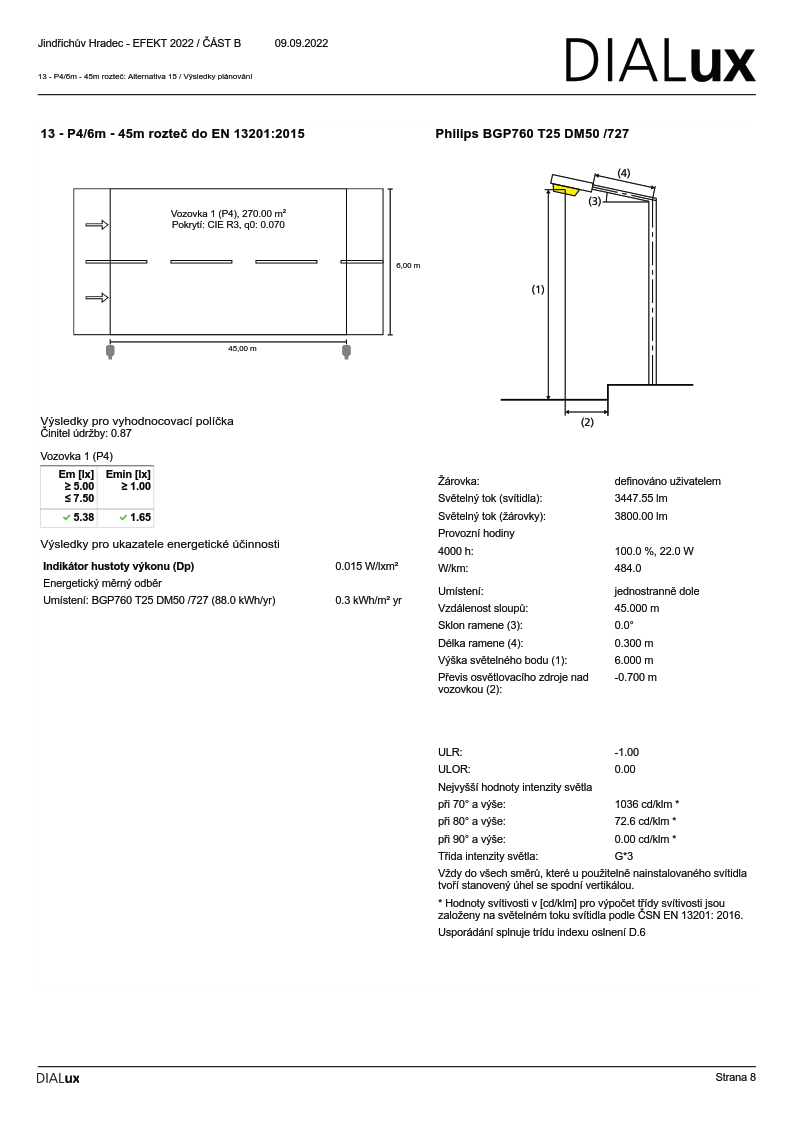 Jindřichův Hradec - EFEKT 2022 / ČÁST B 09.09.2022
DIALux
13 - P4/6m - 45m rozteč: Alternativa 15 / Výsledky plánování
13 - P4/6m - 45m rozteč do EN 13201:2015
Vozovka 1 (P4), 270.00 m²
Pokrytí: CIE R3, q0: 0.070
6,00 m
45,00 m
Výsledky pro vyhodnocovací políčka
Činitel údržby: 0.87
Vozovka 1 (P4)
Em [lx] Emin [lx]
≥ 5.00 ≥ 1.00
≤ 7.50
✓ 5.38 ✓ 1.65
Výsledky pro ukazatele energetické účinnosti
Indikátor hustoty výkonu (Dp) 0.015 W/lxm²
Energetický měrný odběr
Umístení: BGP760 T25 DM50 /727 (88.0 kWh/yr) 0.3 kWh/m² yr
Philips BGP760 T25 DM50 /727
(4)
(3)
(1)
(2)
Žárovka: definováno uživatelem
Světelný tok (svítidla): 3447.55 lm
Světelný tok (žárovky): 3800.00 lm
Provozní hodiny
4000 h: 100.0 %, 22.0 W
W/km: 484.0
Umístení: jednostranně dole
Vzdálenost sloupů: 45.000 m
Sklon ramene (3): 0.0°
Délka ramene (4): 0.300 m
Výška světelného bodu (1): 6.000 m
Převis osvětlovacího zdroje nad -0.700 m
vozovkou (2):
ULR: -1.00
ULOR: 0.00
Nejvyšší hodnoty intenzity světla
při 70° a výše: 1036 cd/klm *
při 80° a výše: 72.6 cd/klm *
při 90° a výše: 0.00 cd/klm *
Třida intenzity světla: G*3
Vždy do všech směrů, které u použitelně nainstalovaného svítidla
tvoří stanovený úhel se spodní vertikálou.
* Hodnoty svítivosti v [cd/klm] pro výpočet třídy svítivosti jsou
založeny na světelném toku svítidla podle ČSN EN 13201: 2016.
Usporádání splnuje trídu indexu oslnení D.6
DIALux
Strana 8